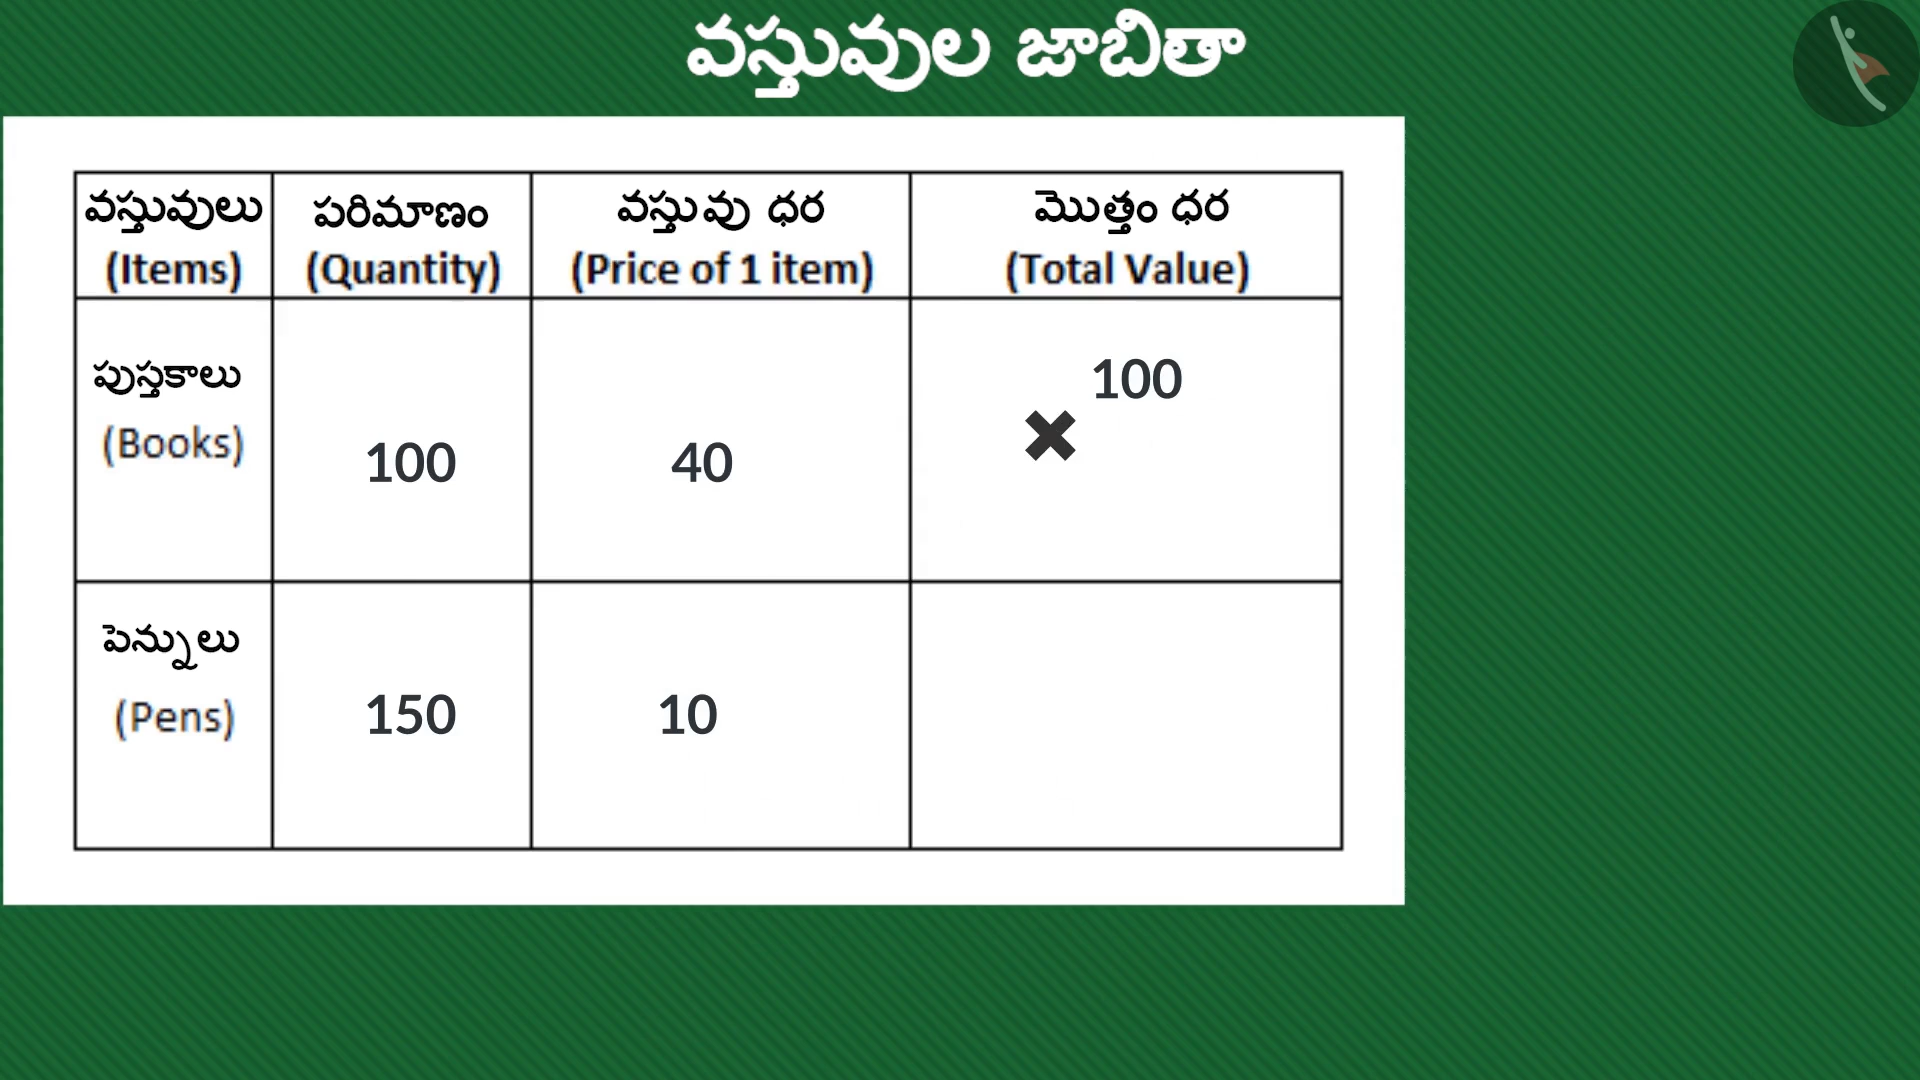 వస్తువుల జాబితా
వస్తువులు
(Items)
పరిమాణం
(Quantity)
వస్తువు ధర
(Price of 1 item)
మొత్తం ధర
(Total Value)
పుస్తకాలు
(Books)
100
40
100
✖
పెన్నులు
(Pens)
150
10